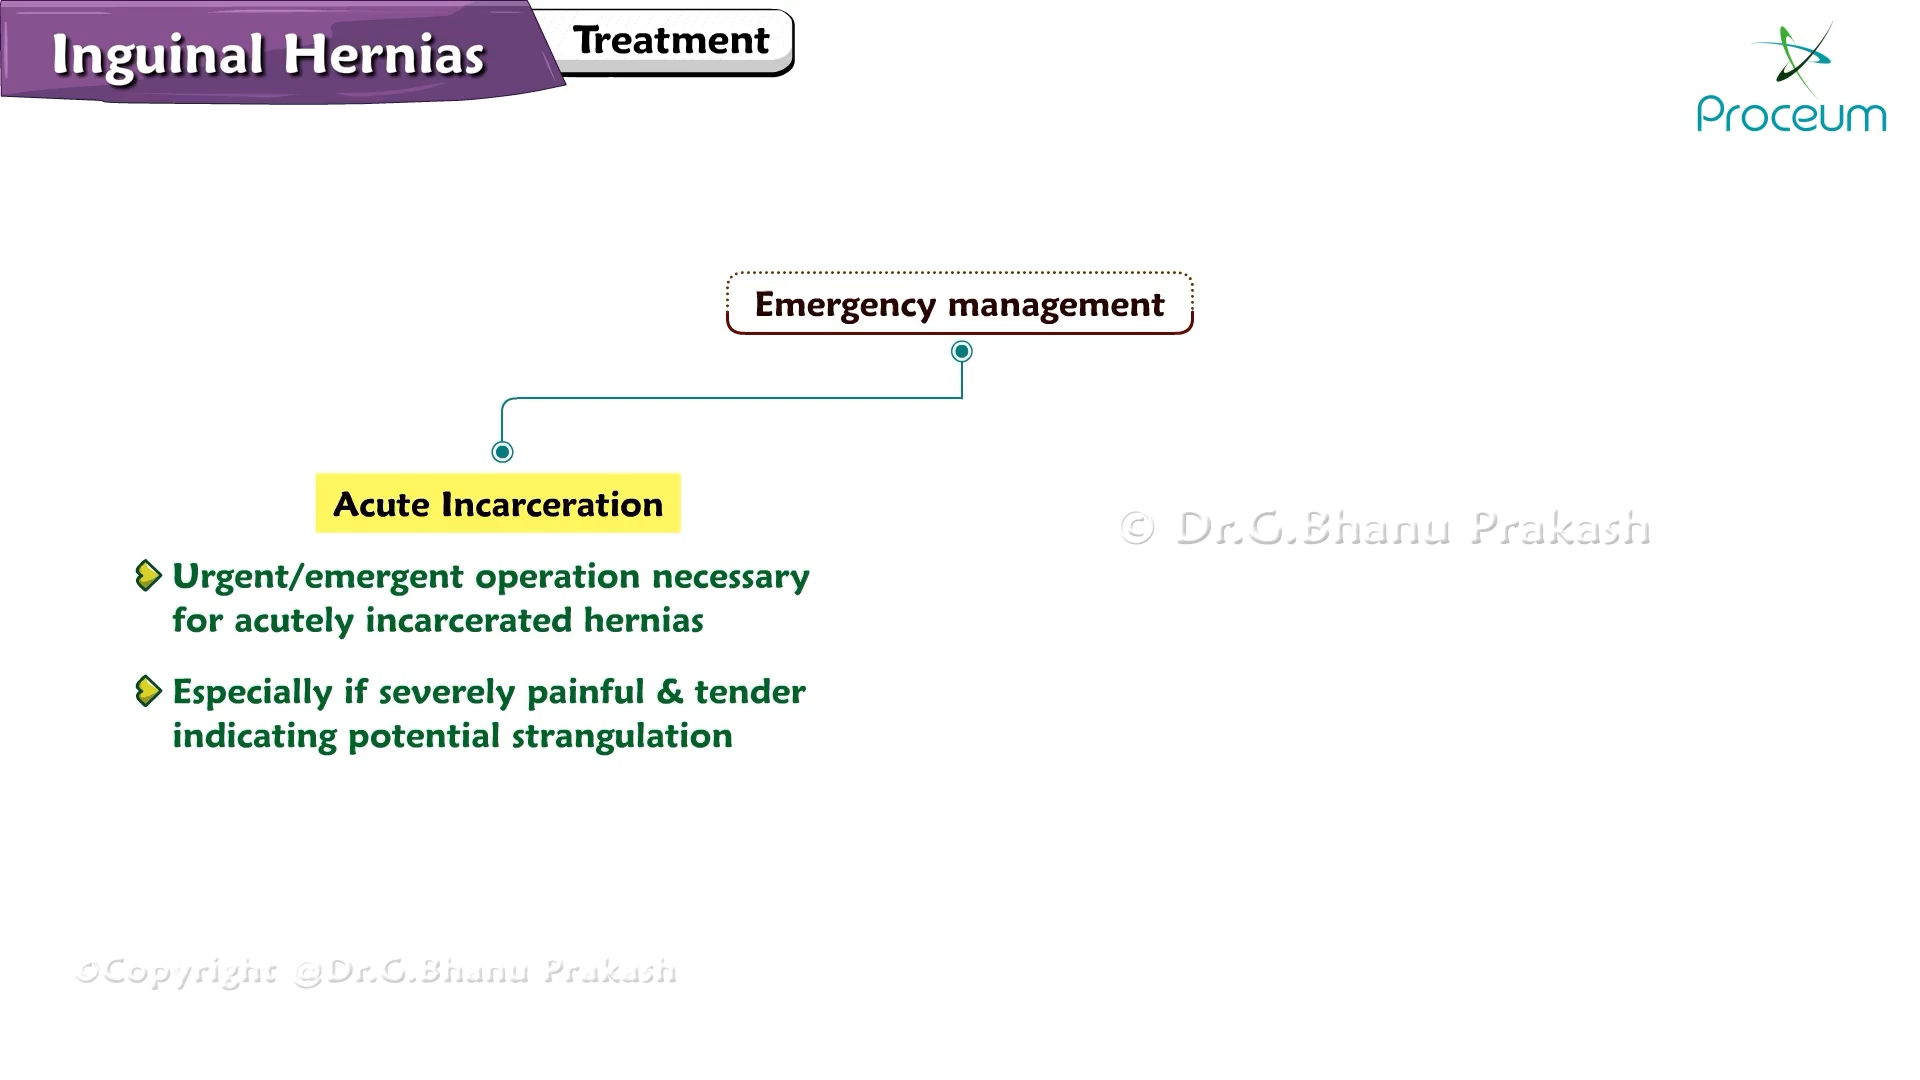 Inguinal Hernias
Treatment
Proceum
Emergency management
Acute Incarceration
Urgent/emergent operation necessary
for acutely incarcerated hernias
Especially if severely painful & tender
indicating potential strangulation
© Dr.G.Bhanu Prakash
©Copyright @Dr.G.Bhanu Prakash